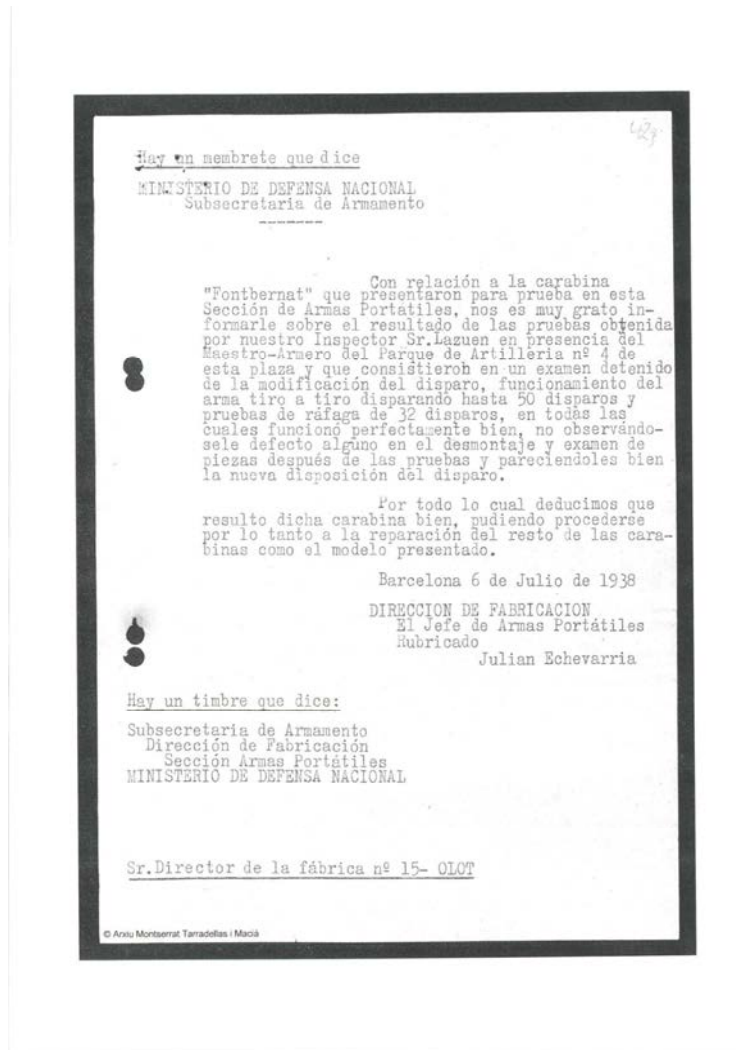 Hay un membrete que dice
MINISTERIO DE DEFENSA NACIONAL
Subsecretaria de Armamento
Con relación a la carabina
"Fontbernat" que presentaron para prueba en esta
Sección de Armas Portátiles, nos es muy grato in-
formarle sobre el resultado de las pruebas obtenida
por nuestro Inspector Sr.Lazuen en presencia del
Maestro-Armero del Parque de Artilleria nº 4 de
esta plaza y que consistieroh en un examen detenido
de la modificación del disparo, funcionamiento del
arma tiro a tiro disparando hasta 50 disparos y
pruebas de ráfaga de 32 disparos, en todas las
cuales funcionó perfectamente bien, no observándo-
sele defecto alguno en el desmontaje y examen de
piezas después de las pruebas y pareciendoles bien
la nueva disposición del disparo.
Por todo lo cual deducimos que
resulto dicha carabina bien, pudiendo procederse
por lo tanto a la reparación del resto de las cara-
binas como el modelo presentado.
Barcelona 6 de Julio de 1938
DIRECCION DE FABRICACION
El Jefe de Armas Portátiles
Rubricado
Julian Echevarria
Hay un timbre que dice:
Subsecretaria de Armamento
Dirección de Fabricación
Sección Armas Portátiles
MINISTERIO DE DEFENSA NACIONAL
Sr.Director de la fábrica nº 15- OLOT
© Arxiu Montserrat Tarradellas i Macià